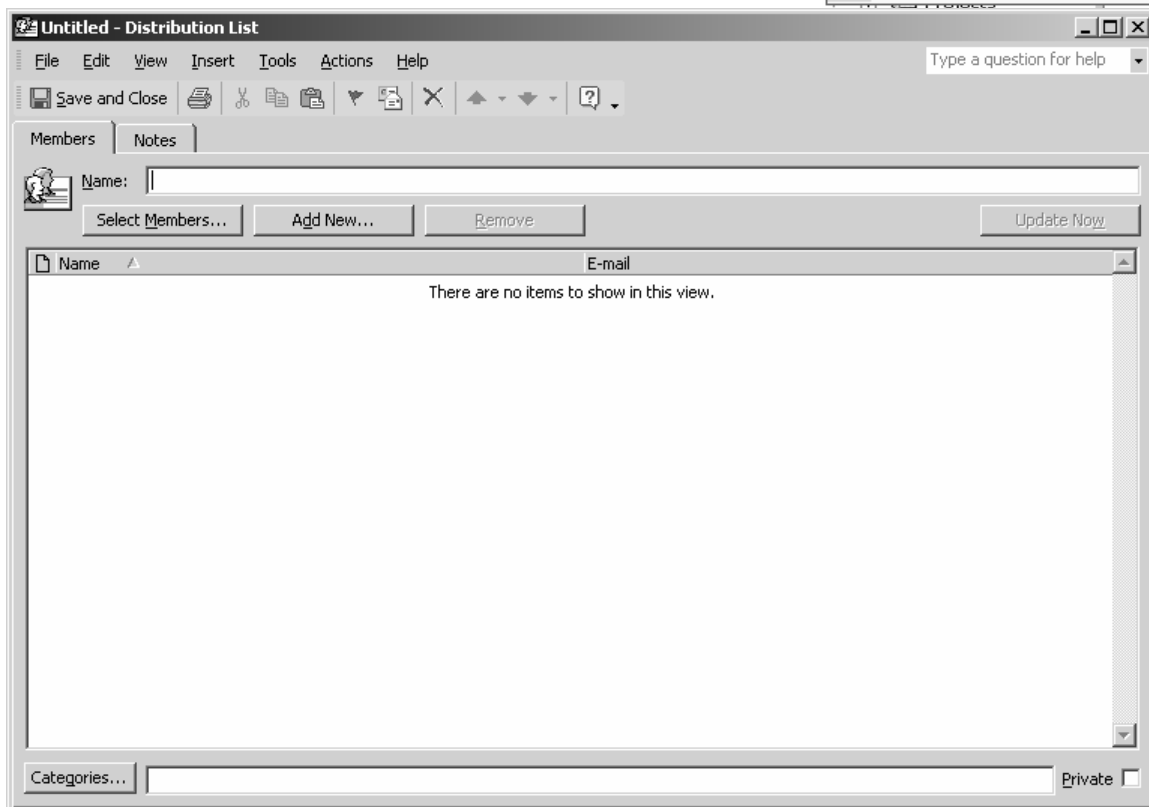 Projects
Untitled - Distribution List
File Edit View Insert Tools Actions Help Type a question for help
Save and Close
Members Notes
Name:
Select Members... Add New... Remove Update Now
Name E-mail
There are no items to show in this view.
Categories... Private